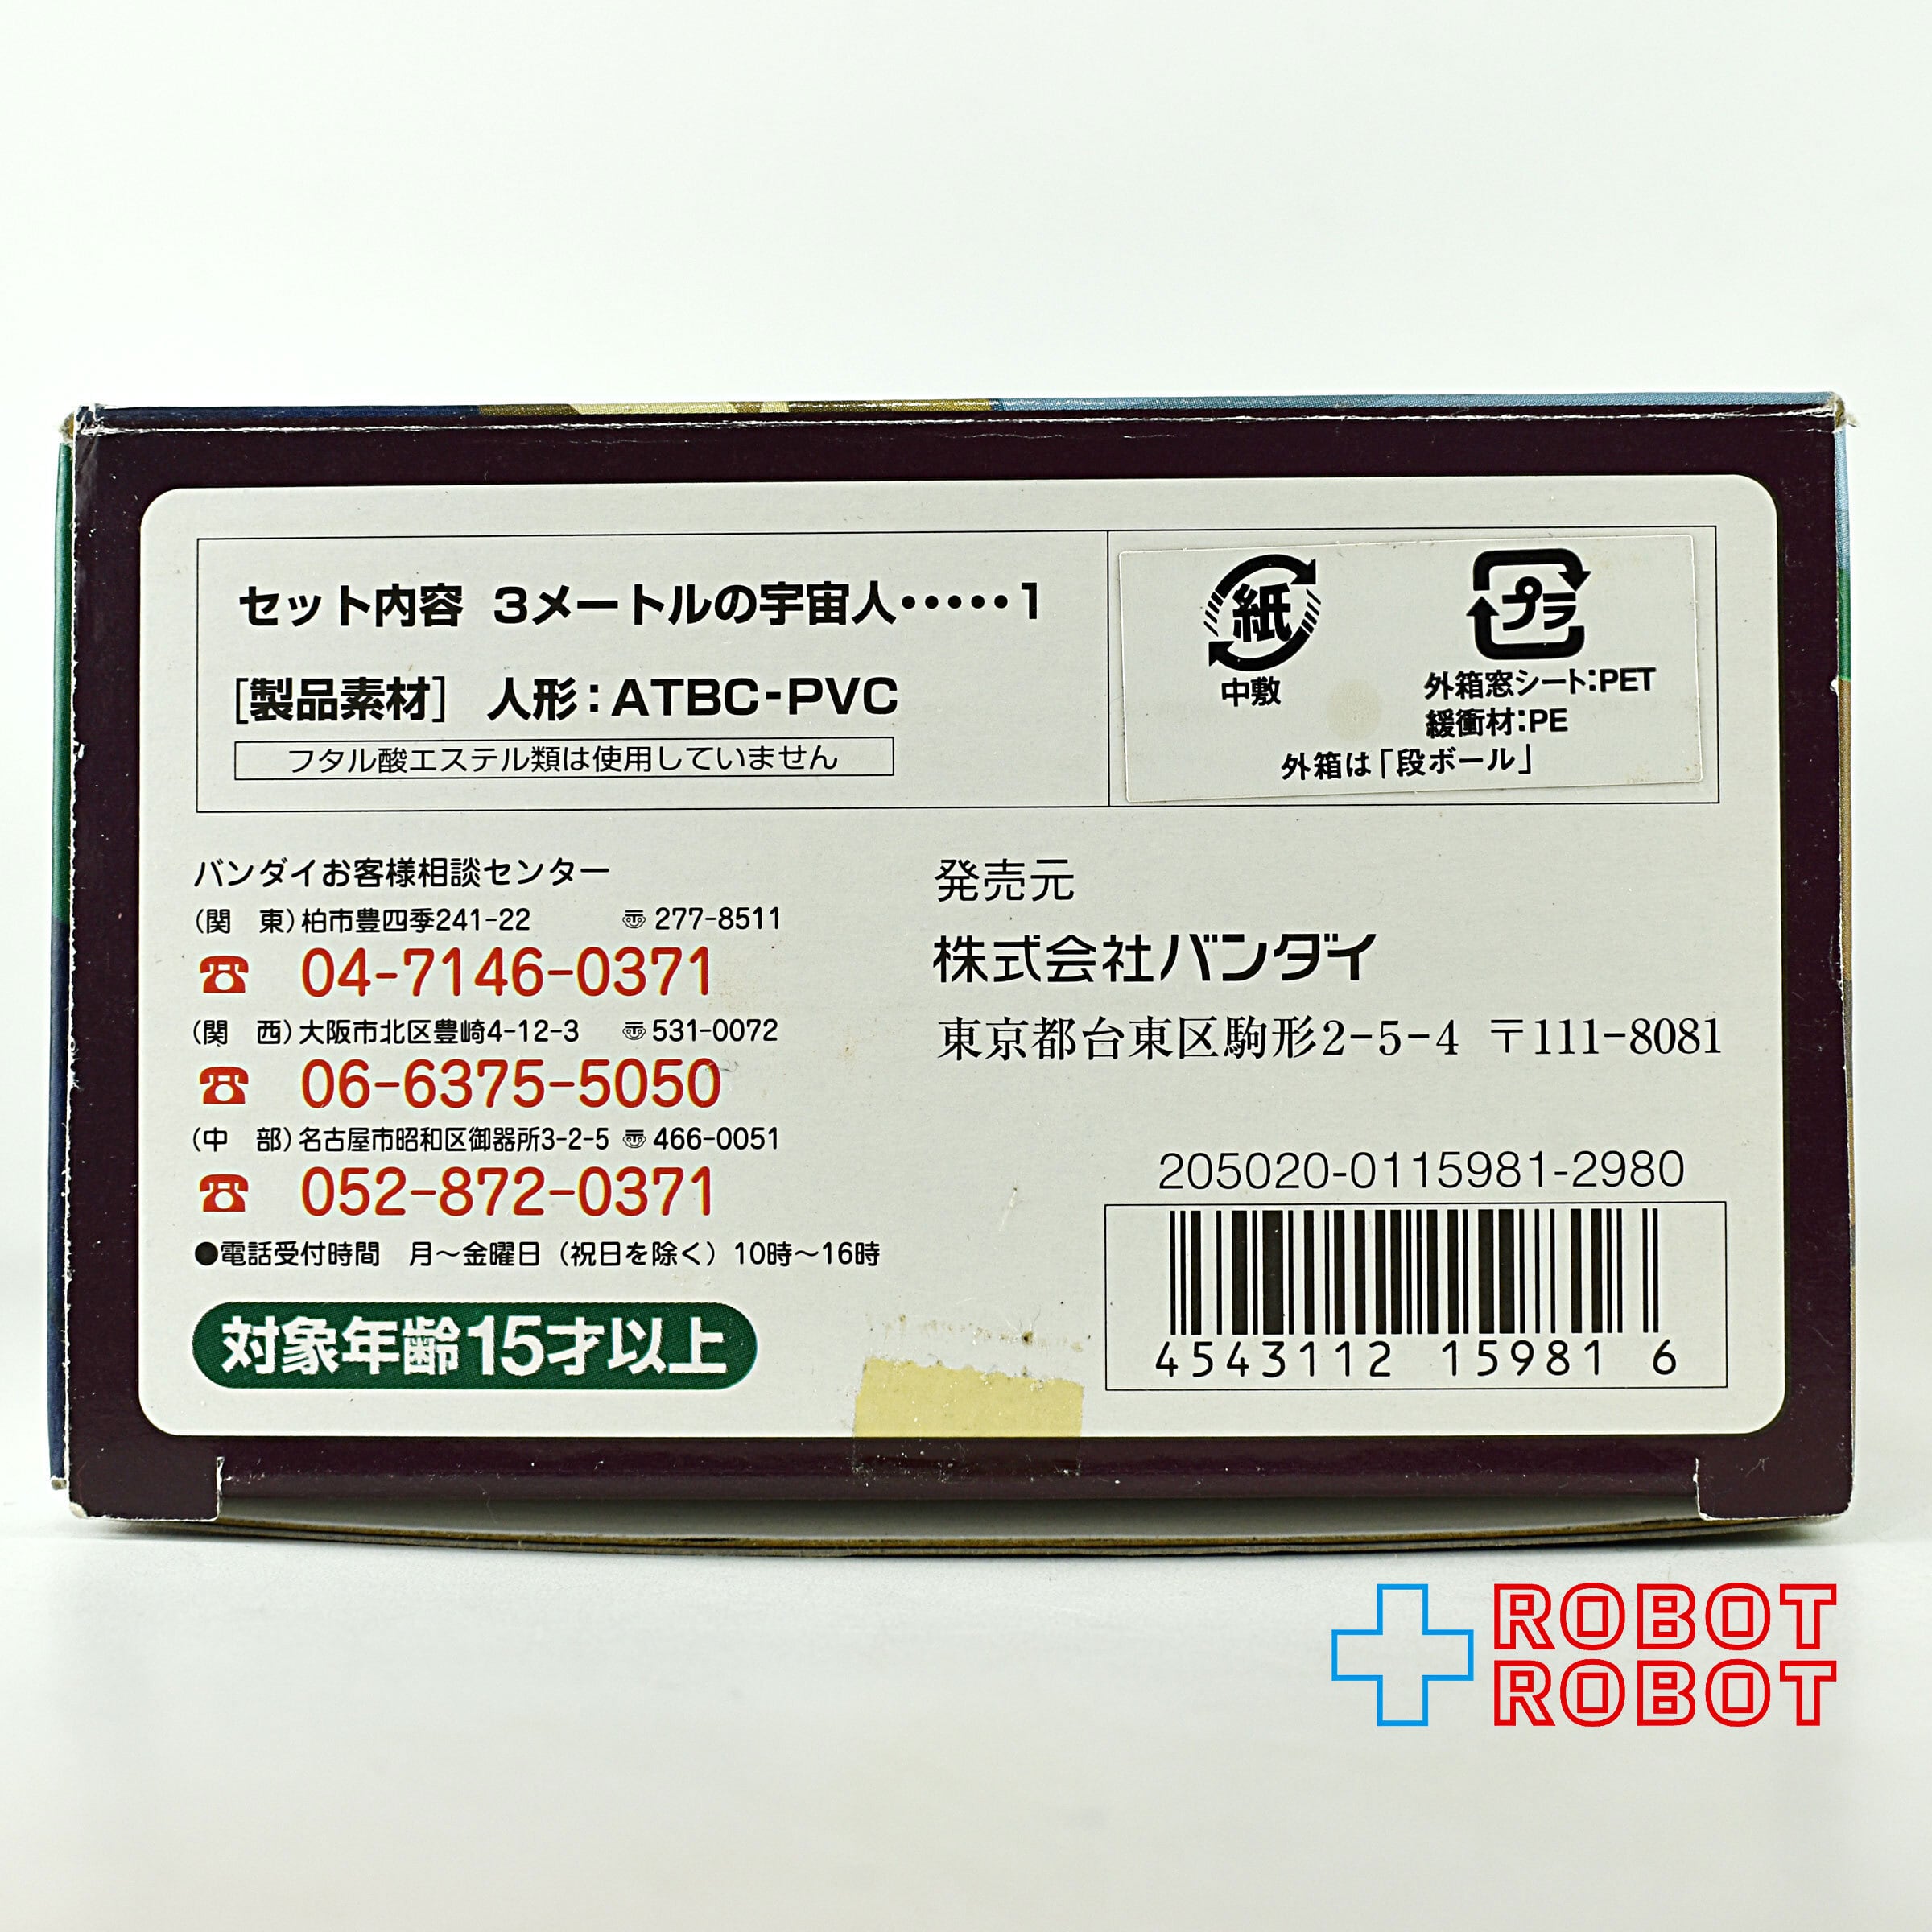 セット内容 3メートルの宇宙人・・・・・1
[製品素材] 人形：ATBC-PVC
フタル酸エステル類は使用していません
紙
中敷
プラ
外箱窓シート:PET
緩衝材:PE
外箱は「段ボール」
バンダイお客様相談センター
(関　東)柏市豊四季241-22 〠277-8511
☎ 04-7146-0371
(関　西)大阪市北区豊崎4-12-3 〠531-0072
☎ 06-6375-5050
(中　部)名古屋市昭和区御器所3-2-5 〠466-0051
☎ 052-872-0371
●電話受付時間　月～金曜日（祝日を除く）10時～16時
対象年齢15才以上
発売元
株式会社バンダイ
東京都台東区駒形2-5-4 〒111-8081
205020-0115981-2980
4543112 15981 6
ROBOT
ROBOT